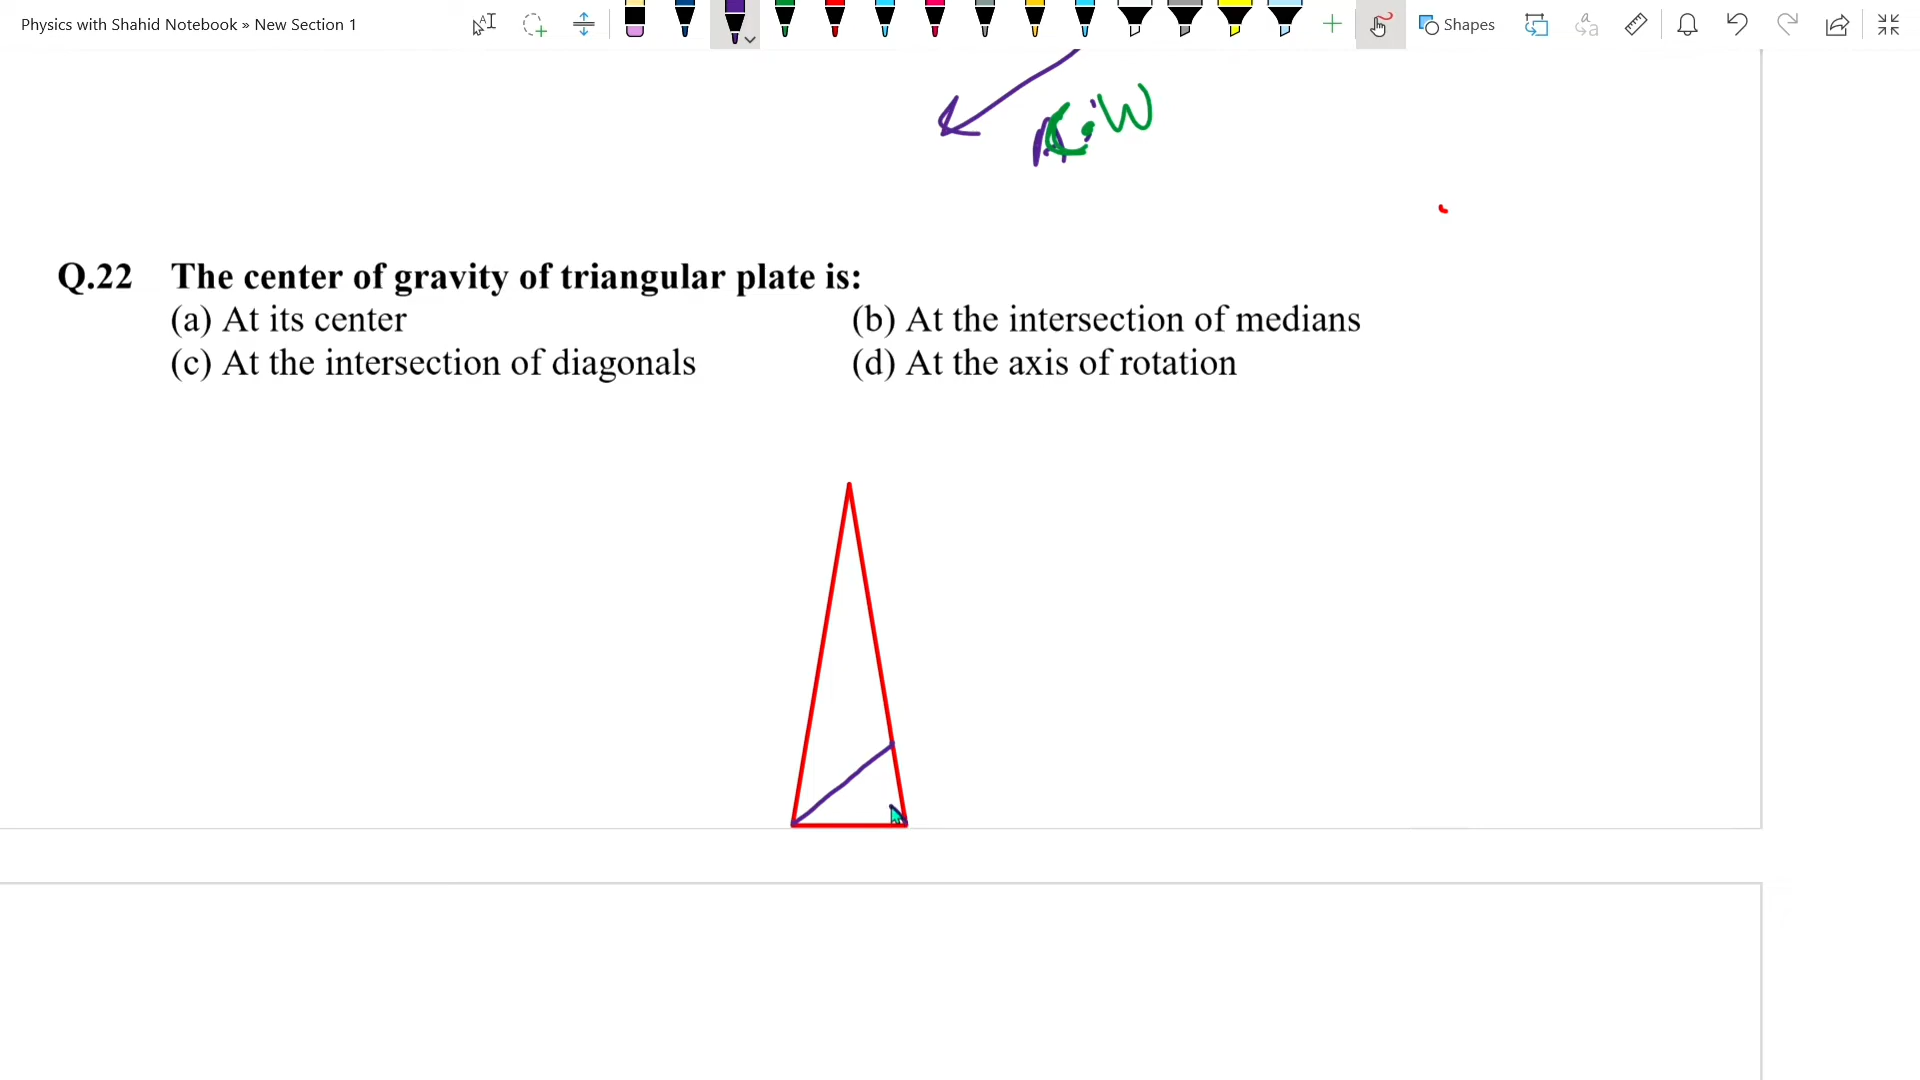 Physics with Shahid Notebook » New Section 1
Shapes
Q.22 The center of gravity of triangular plate is:
(a) At its center (b) At the intersection of medians
(c) At the intersection of diagonals (d) At the axis of rotation